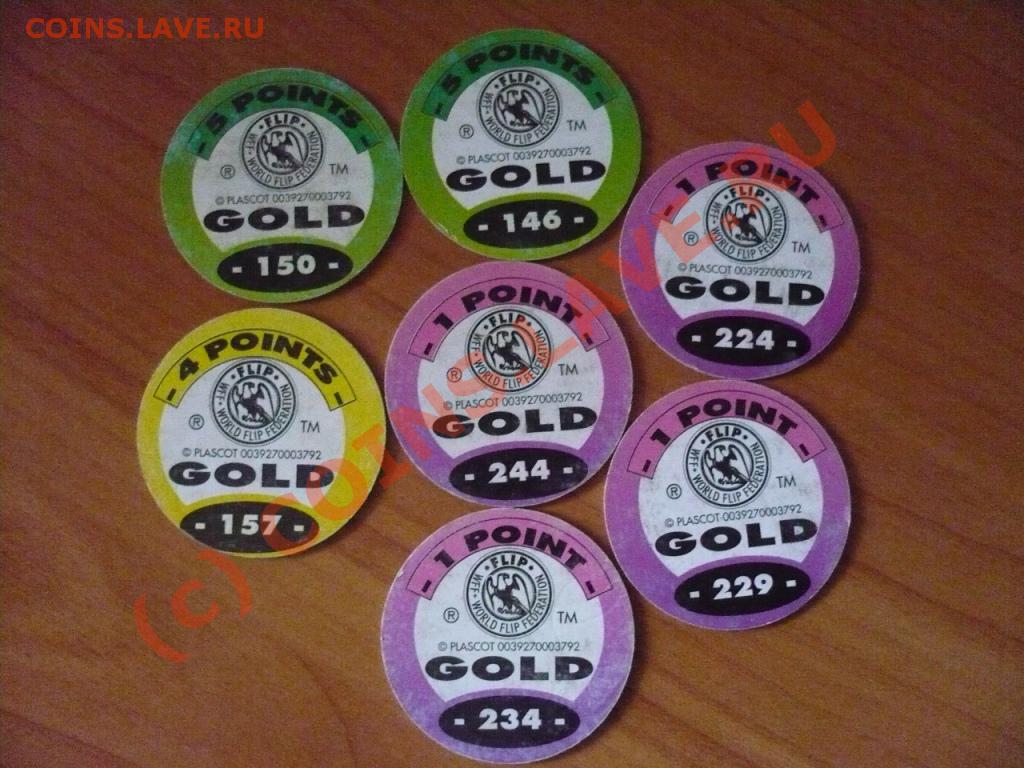 COINS.LAVE.RU
- 5 POINTS -
· FLIP ·
WFF · WORLD FLIP FEDERATION
® TM
© PLASCOT 0039270003792
GOLD
- 150 -
- 5 POINTS -
· FLIP ·
WFF · WORLD FLIP FEDERATION
® TM
© PLASCOT 0039270003792
GOLD
- 146 -
- 1 POINT -
· FLIP ·
WFF · WORLD FLIP FEDERATION
® TM
© PLASCOT 0039270003792
GOLD
- 224 -
- 4 POINTS -
· FLIP ·
WFF · WORLD FLIP FEDERATION
® TM
© PLASCOT 0039270003792
GOLD
- 157 -
- 1 POINT -
· FLIP ·
WFF · WORLD FLIP FEDERATION
® TM
© PLASCOT 0039270003792
GOLD
- 244 -
- 1 POINT -
· FLIP ·
WFF · WORLD FLIP FEDERATION
® TM
© PLASCOT 0039270003792
GOLD
- 229 -
- 1 POINT -
· FLIP ·
WFF · WORLD FLIP FEDERATION
® TM
© PLASCOT 0039270003792
GOLD
- 234 -
(c) COINS.LAVE.RU